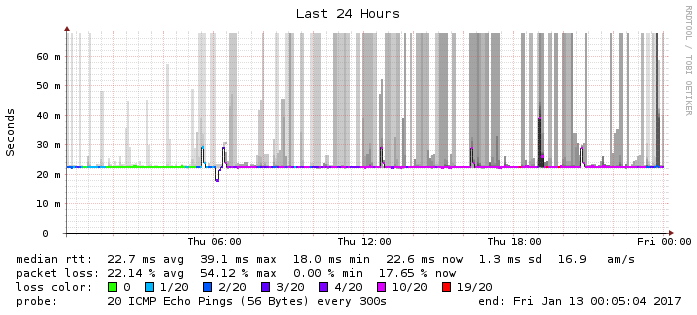 Last 24 Hours
RRDTOOL / TOBI OETIKER
Seconds
60 m
50 m
40 m
30 m
20 m
10 m
0
Thu 06:00 Thu 12:00 Thu 18:00 Fri 00:00
median rtt: 22.7 ms avg 39.1 ms max 18.0 ms min 22.6 ms now 1.3 ms sd 16.9 am/s
packet loss: 22.14 % avg 54.12 % max 0.00 % min 17.65 % now
loss color: 0 1/20 2/20 3/20 4/20 10/20 19/20
probe: 20 ICMP Echo Pings (56 Bytes) every 300s end: Fri Jan 13 00:05:04 2017